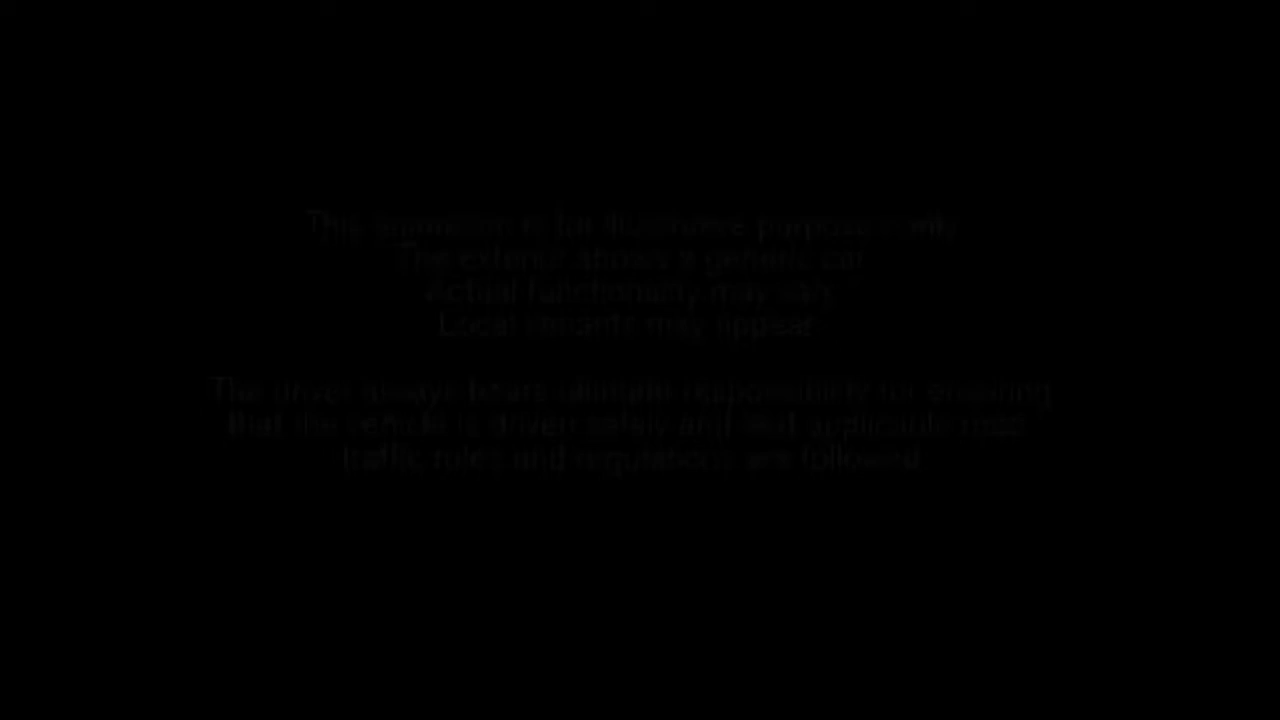 This animation is for illustrative purposes only
The exterior shows a generic car
Actual functionality may vary
Local variants may appear
The driver always bears ultimate responsibility for ensuring
that the vehicle is driven safely and that applicable road
traffic rules and regulations are followed